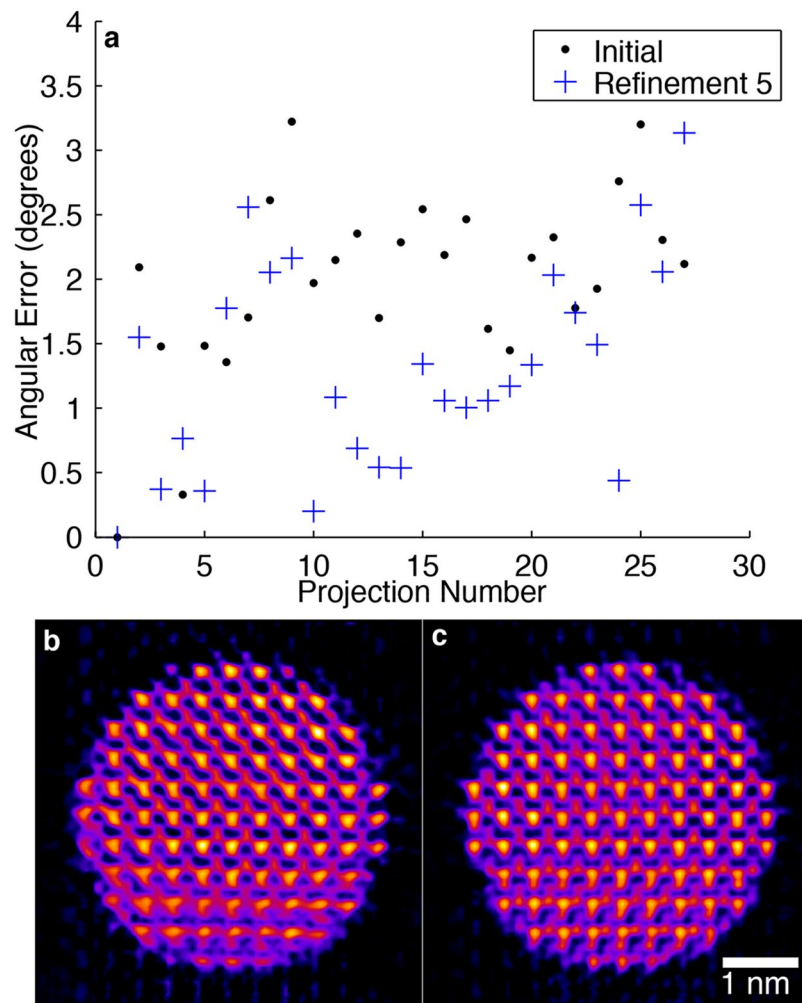 a
4
3.5
3
2.5
2
1.5
1
0.5
0
Angular Error (degrees)
Initial
Refinement 5
0 5 10 15 20 25 30
Projection Number
b
c
1 nm